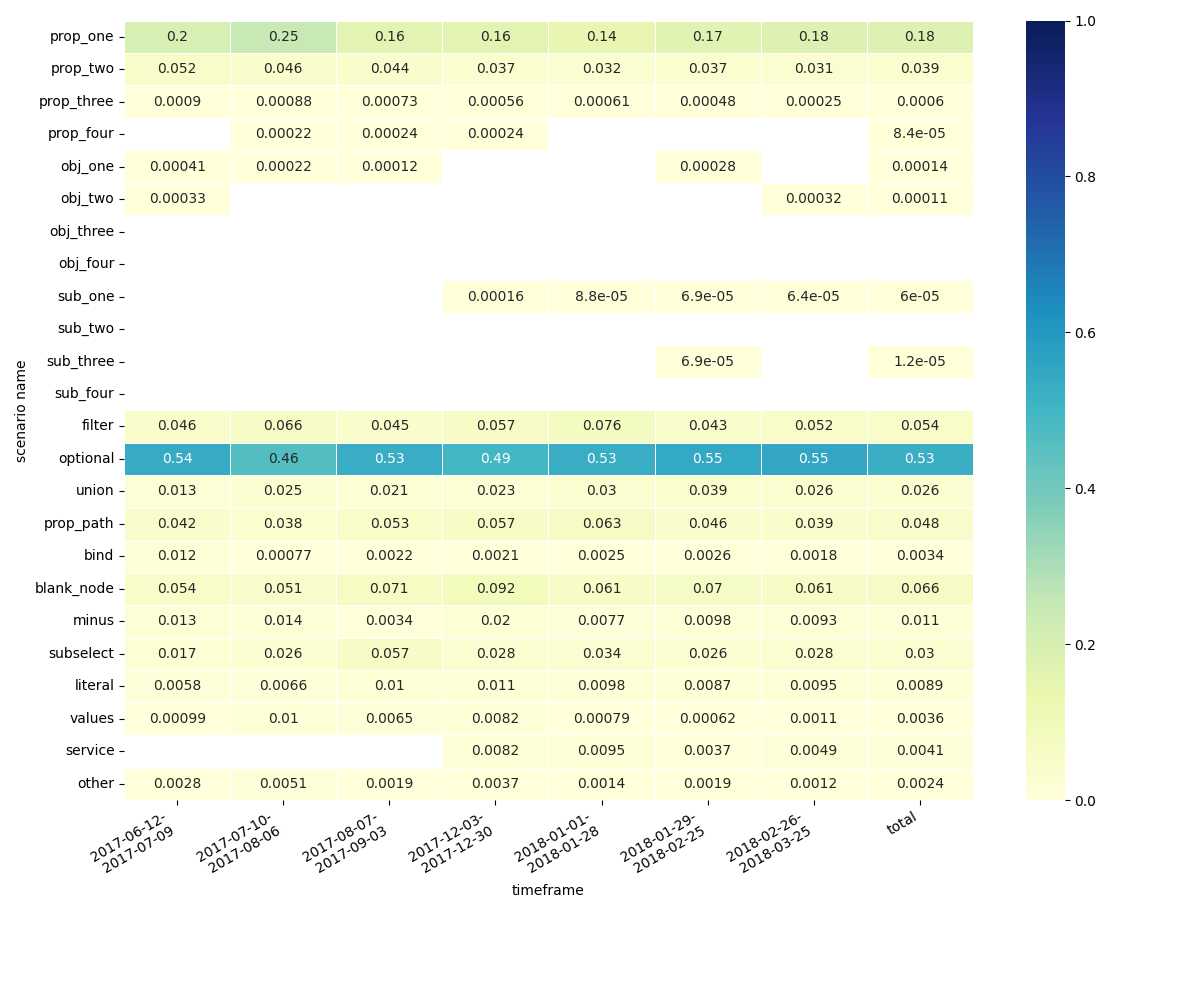 prop_one 0.2 0.25 0.16 0.16 0.14 0.17 0.18 0.18
prop_two 0.052 0.046 0.044 0.037 0.032 0.037 0.031 0.039
prop_three 0.0009 0.00088 0.00073 0.00056 0.00061 0.00048 0.00025 0.0006
prop_four 0.00022 0.00024 0.00024 8.4e-05
obj_one 0.00041 0.00022 0.00012 0.00028 0.00014
obj_two 0.00033 0.00032 0.00011
obj_three
obj_four
sub_one 0.00016 8.8e-05 6.9e-05 6.4e-05 6e-05
sub_two
sub_three 6.9e-05 1.2e-05
sub_four
filter 0.046 0.066 0.045 0.057 0.076 0.043 0.052 0.054
optional 0.54 0.46 0.53 0.49 0.53 0.55 0.55 0.53
union 0.013 0.025 0.021 0.023 0.03 0.039 0.026 0.026
prop_path 0.042 0.038 0.053 0.057 0.063 0.046 0.039 0.048
bind 0.012 0.00077 0.0022 0.0021 0.0025 0.0026 0.0018 0.0034
blank_node 0.054 0.051 0.071 0.092 0.061 0.07 0.061 0.066
minus 0.013 0.014 0.0034 0.02 0.0077 0.0098 0.0093 0.011
subselect 0.017 0.026 0.057 0.028 0.034 0.026 0.028 0.03
literal 0.0058 0.0066 0.01 0.011 0.0098 0.0087 0.0095 0.0089
values 0.00099 0.01 0.0065 0.0082 0.00079 0.00062 0.0011 0.0036
service 0.0082 0.0095 0.0037 0.0049 0.0041
other 0.0028 0.0051 0.0019 0.0037 0.0014 0.0019 0.0012 0.0024
scenario name
2017-06-12-
2017-07-09
2017-07-10-
2017-08-06
2017-08-07-
2017-09-03
2017-12-03-
2017-12-30
2018-01-01-
2018-01-28
2018-01-29-
2018-02-25
2018-02-26-
2018-03-25
total
timeframe
1.0
0.8
0.6
0.4
0.2
0.0